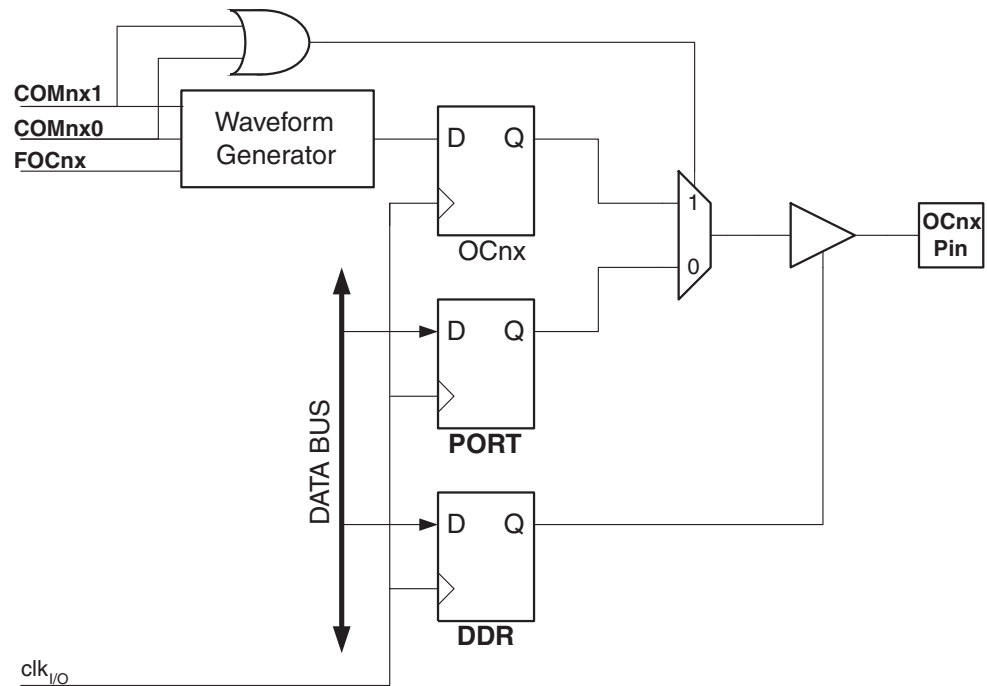 COMnx1
COMnx0
FOCnx
Waveform
Generator
D Q
OCnx
1
0
OCnx
Pin
D Q
PORT
DATA BUS
D Q
DDR
clkI/O